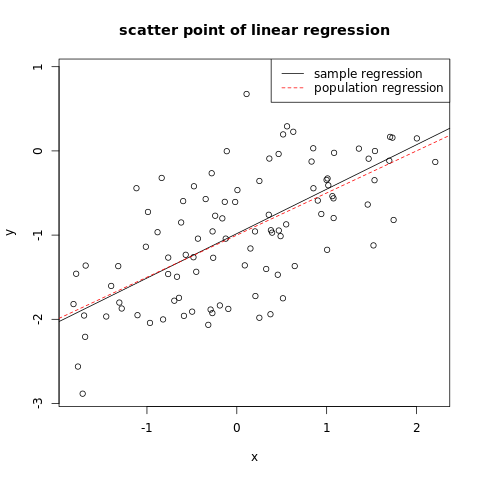 scatter point of linear regression
sample regression
population regression
1
0
-1
-2
-3
y
-1
0
1
2
x